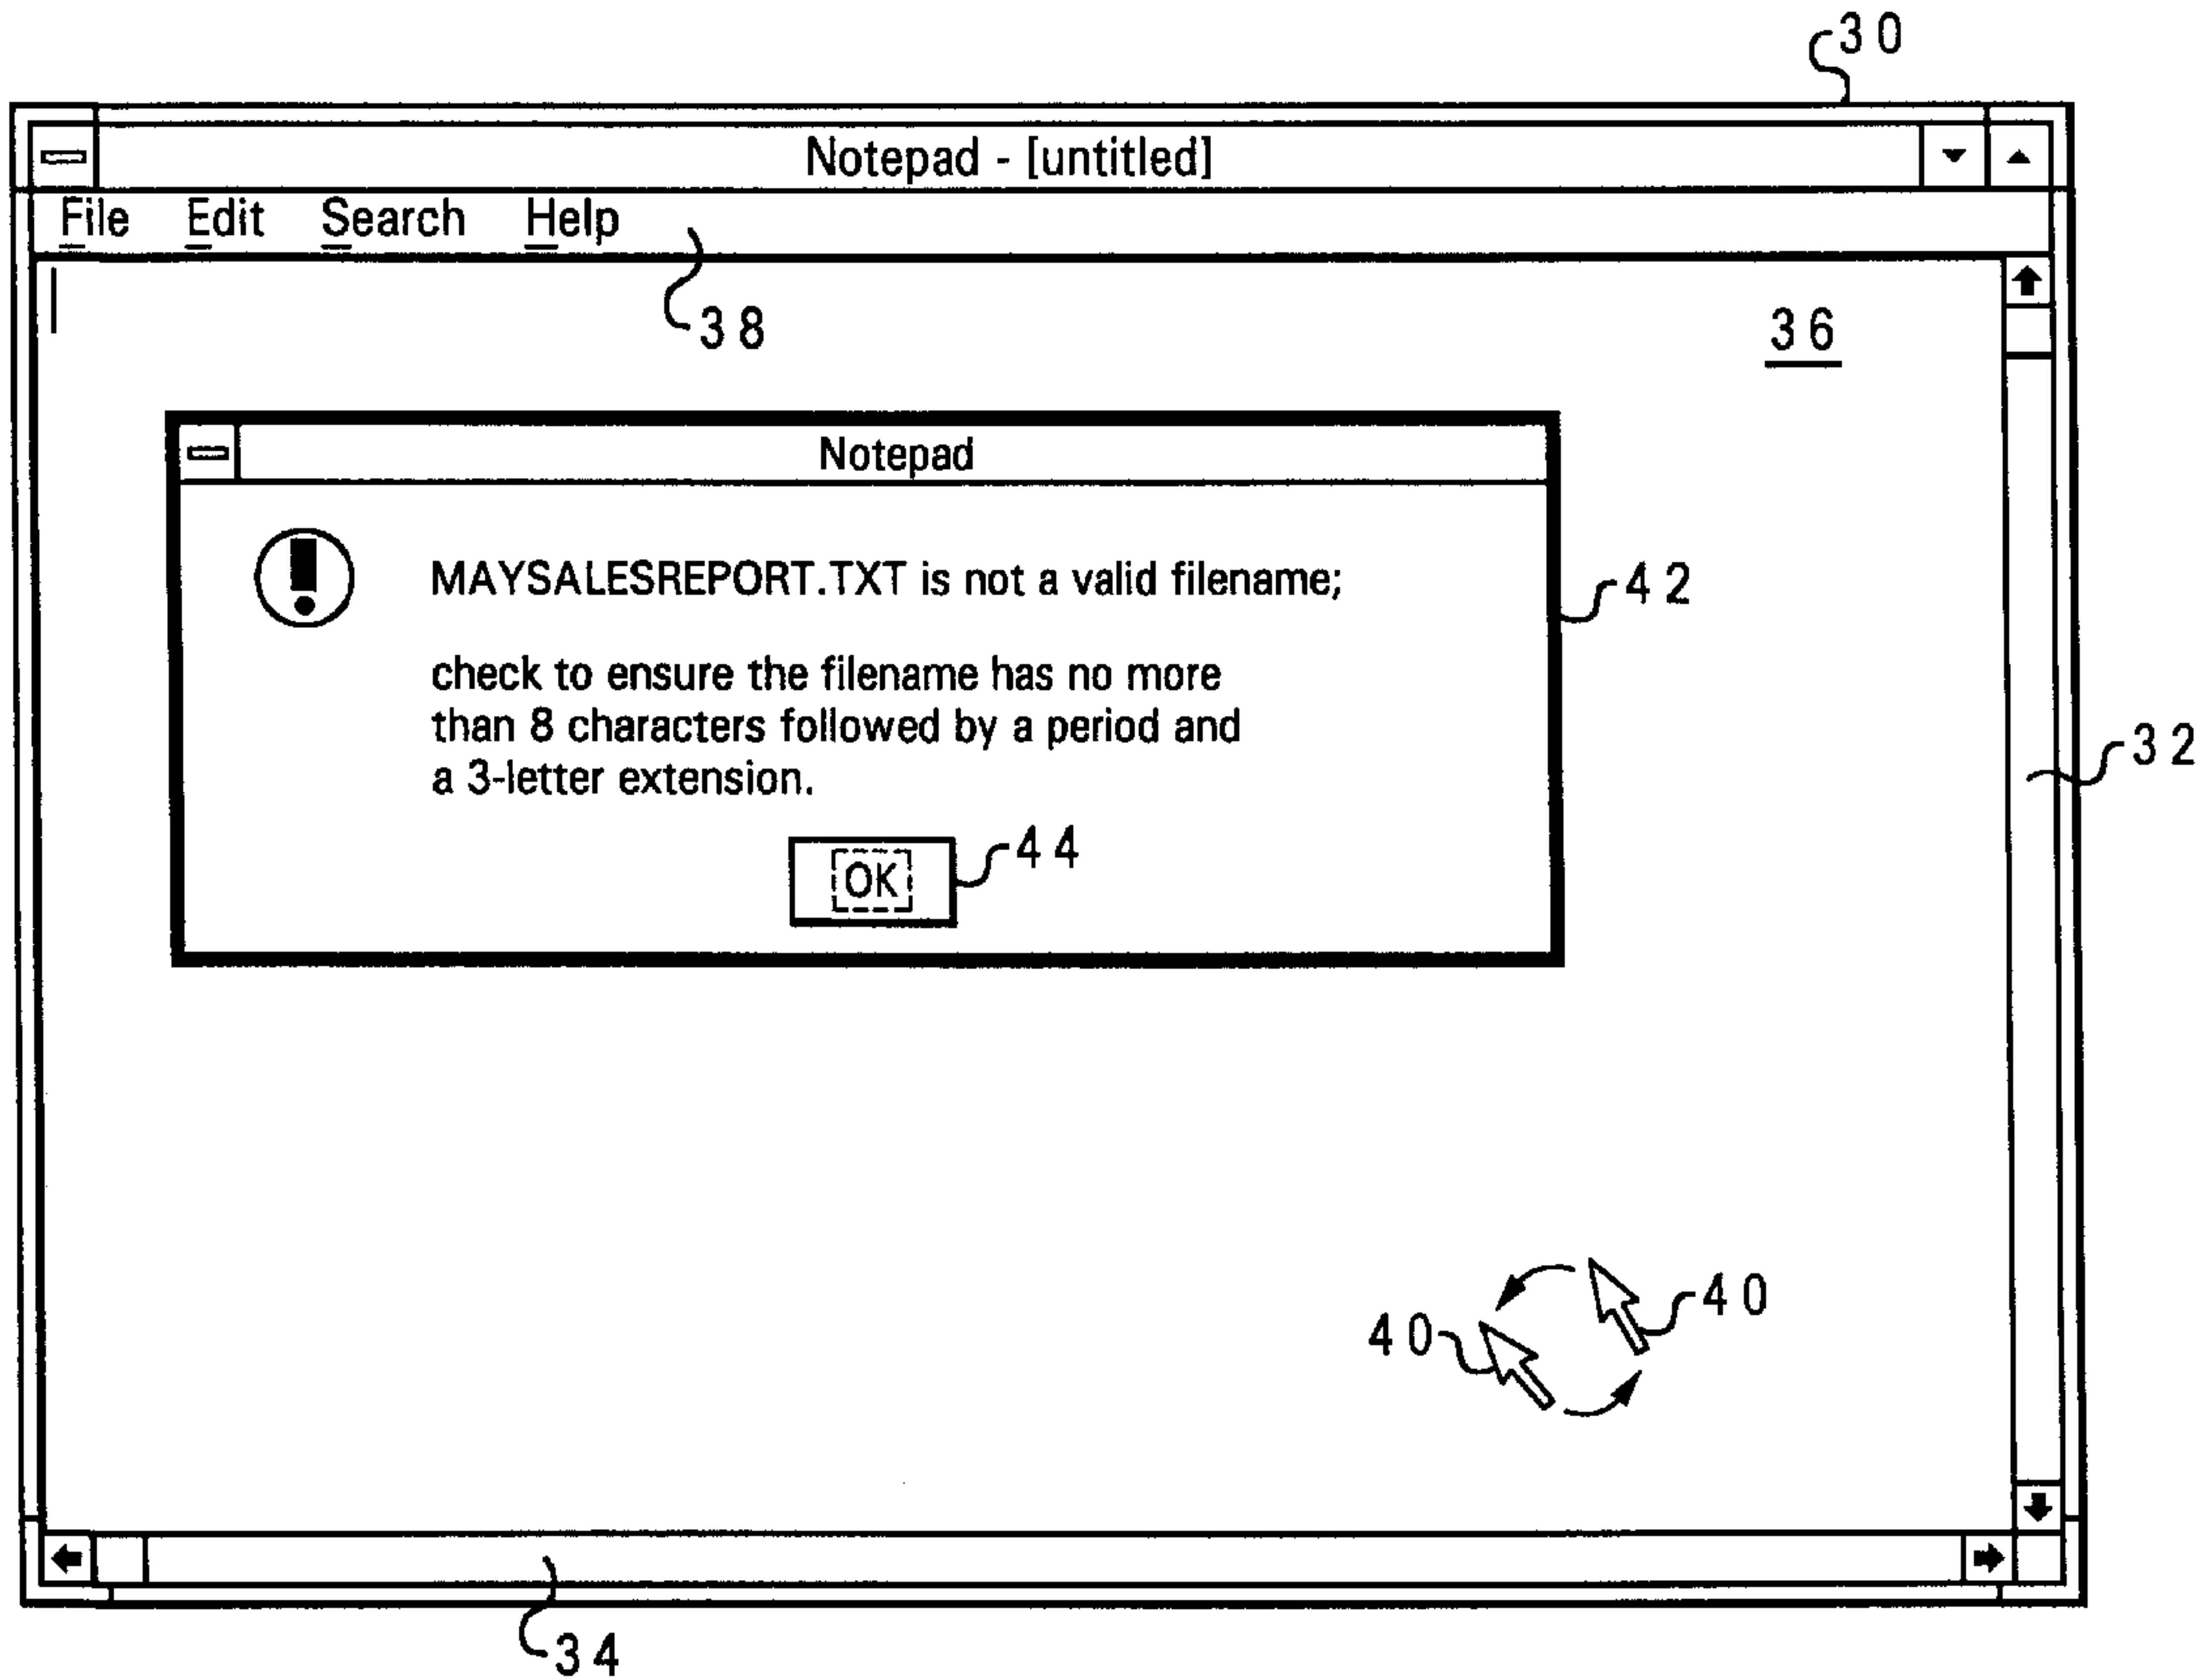 30
Notepad - [untitled]
File Edit Search Help
38
36
Notepad
MAYSALESREPORT.TXT is not a valid filename;
42
check to ensure the filename has no more
than 8 characters followed by a period and
a 3-letter extension.
32
OK
44
40
40
34